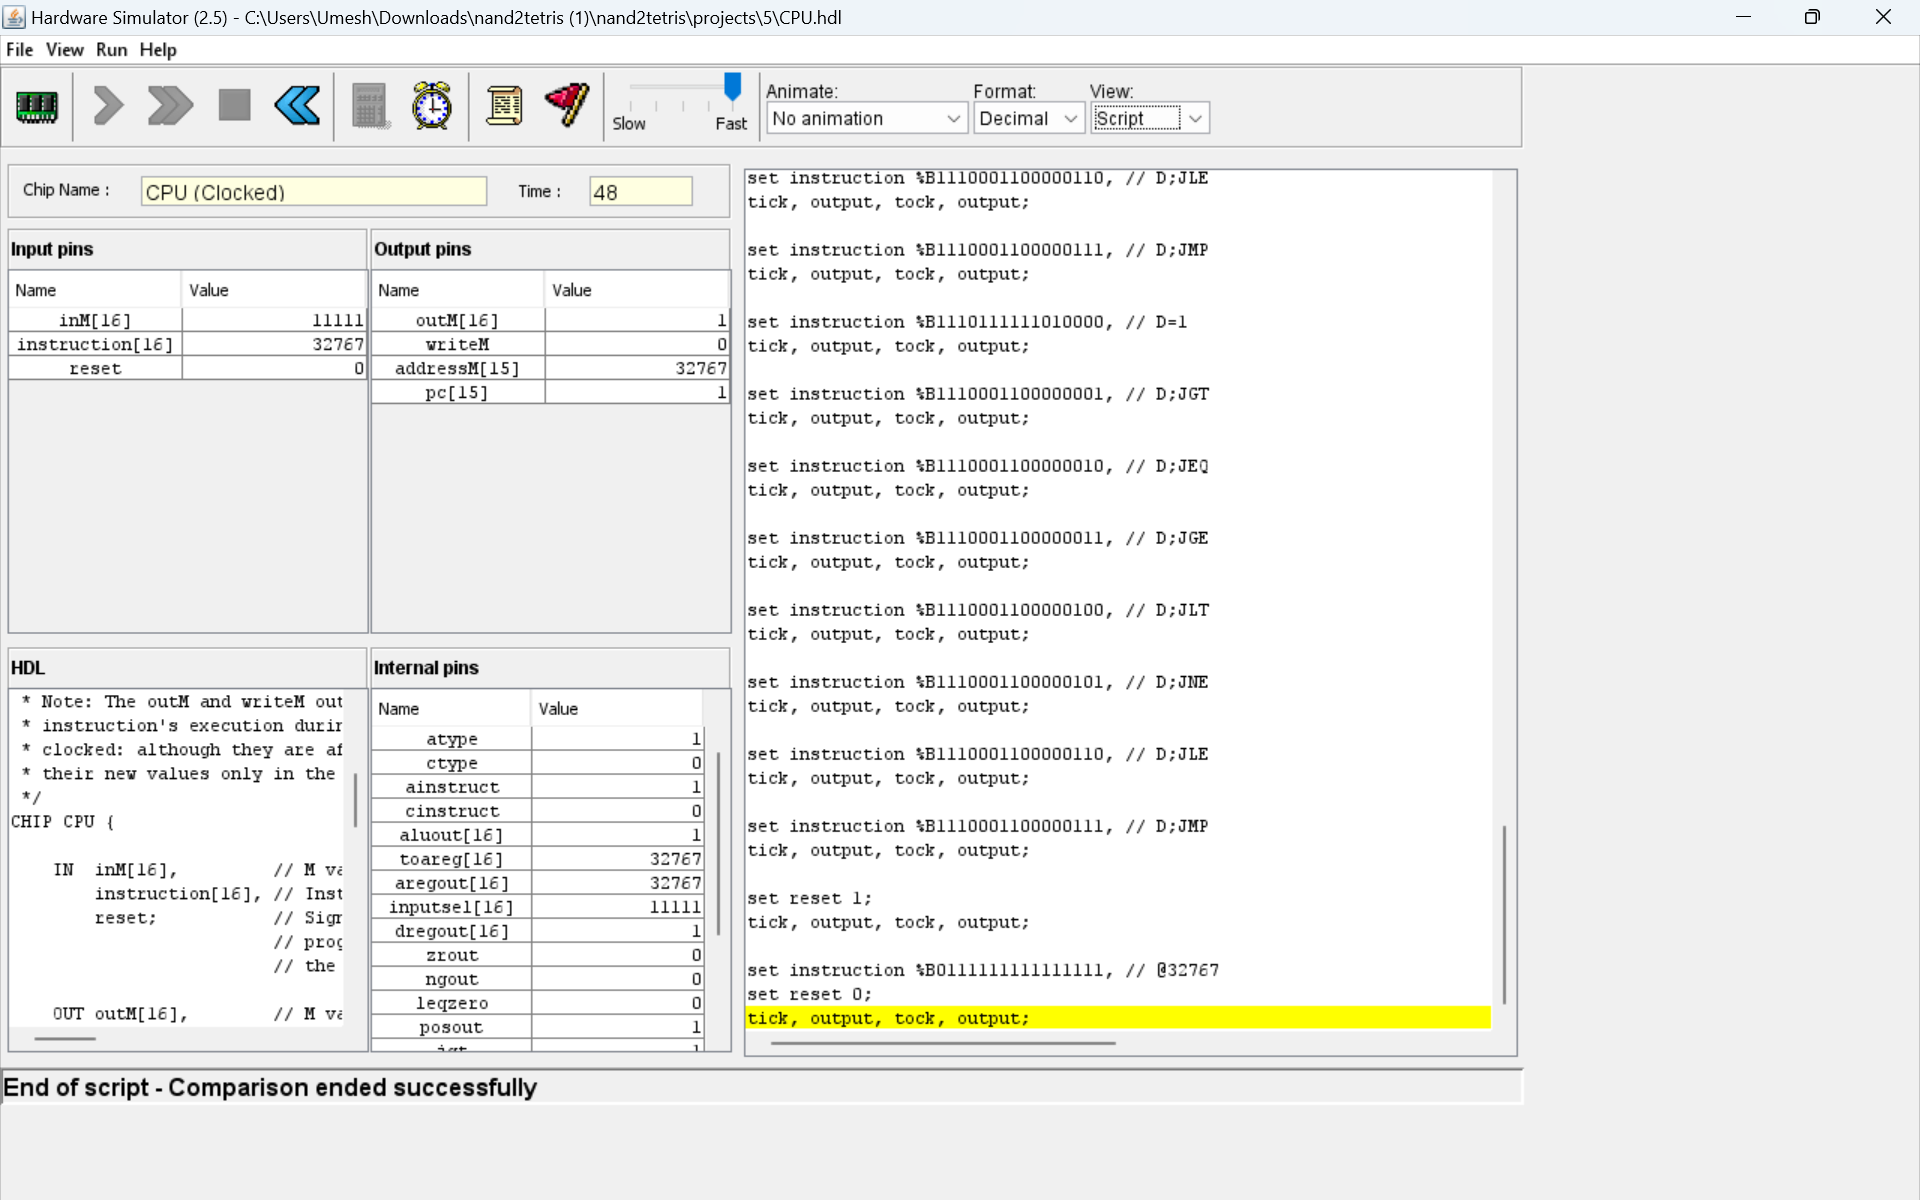 Hardware Simulator (2.5) - C:\Users\Umesh\Downloads\nand2tetris (1)\nand2tetris\projects\5\CPU.hdl
File View Run Help
Slow Fast
Animate:
No animation
Format:
Decimal
View:
Script
Chip Name :
CPU (Clocked)
Time :
48
Input pins
Name Value
inM[16] 11111
instruction[16] 32767
reset 0
Output pins
Name Value
outM[16] 1
writeM 0
addressM[15] 32767
pc[15] 1
HDL
* Note: The outM and writeM out
* instruction's execution durin
* clocked: although they are af
* their new values only in the
*/
CHIP CPU {
IN inM[16], // M va
instruction[16], // Inst
reset; // Sign
// prog
// the
OUT outM[16], // M va
Internal pins
Name Value
atype 1
ctype 0
ainstruct 1
cinstruct 0
aluout[16] 1
toareg[16] 32767
aregout[16] 32767
inputsel[16] 11111
dregout[16] 1
zrout 0
ngout 0
leqzero 0
posout 1
jgt 1
set instruction %B1110001100000110, // D;JLE
tick, output, tock, output;
set instruction %B1110001100000111, // D;JMP
tick, output, tock, output;
set instruction %B1110111111010000, // D=1
tick, output, tock, output;
set instruction %B1110001100000001, // D;JGT
tick, output, tock, output;
set instruction %B1110001100000010, // D;JEQ
tick, output, tock, output;
set instruction %B1110001100000011, // D;JGE
tick, output, tock, output;
set instruction %B1110001100000100, // D;JLT
tick, output, tock, output;
set instruction %B1110001100000101, // D;JNE
tick, output, tock, output;
set instruction %B1110001100000110, // D;JLE
tick, output, tock, output;
set instruction %B1110001100000111, // D;JMP
tick, output, tock, output;
set reset 1;
tick, output, tock, output;
set instruction %B0111111111111111, // @32767
set reset 0;
tick, output, tock, output;
End of script - Comparison ended successfully